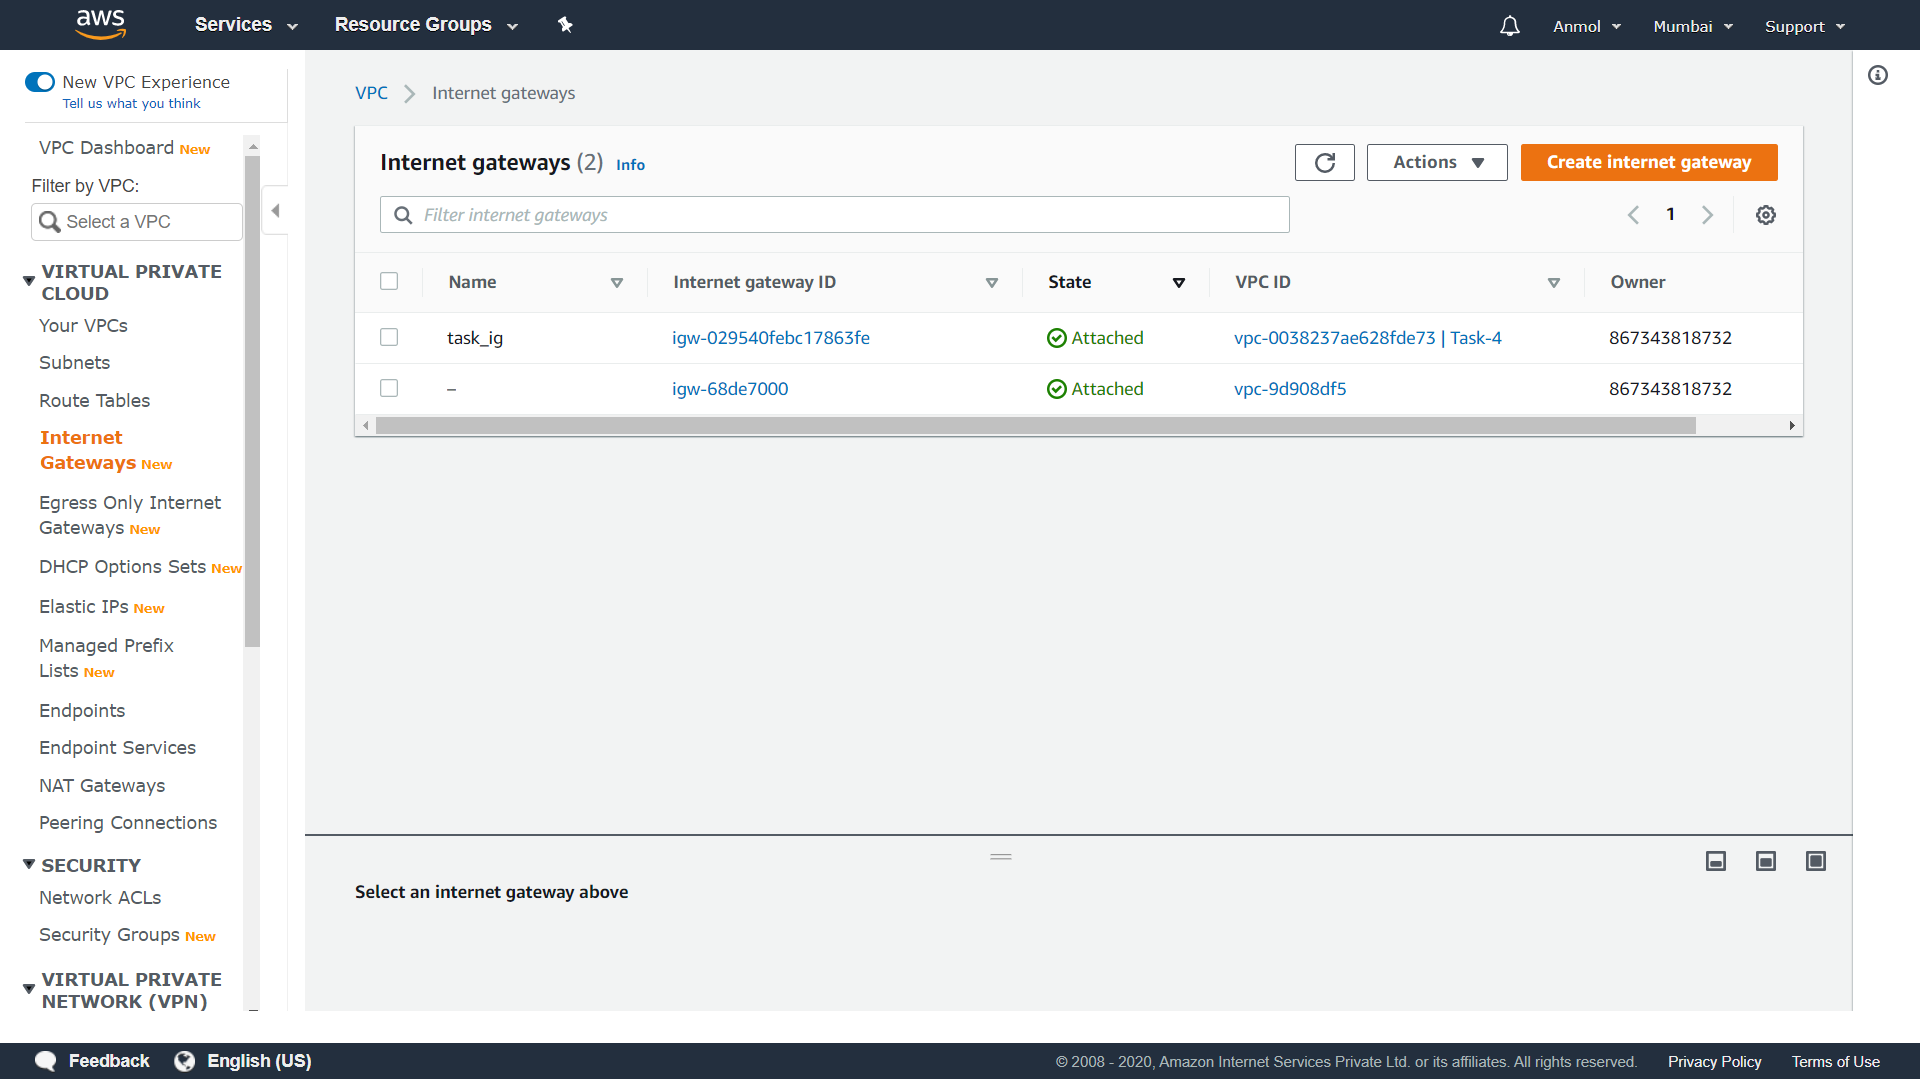 aws
Services
Resource Groups
Anmol
Mumbai
Support
New VPC Experience
Tell us what you think
VPC Dashboard New
Filter by VPC:
Select a VPC
VIRTUAL PRIVATE
CLOUD
Your VPCs
Subnets
Route Tables
Internet
Gateways New
Egress Only Internet
Gateways New
DHCP Options Sets New
Elastic IPs New
Managed Prefix
Lists New
Endpoints
Endpoint Services
NAT Gateways
Peering Connections
SECURITY
Network ACLs
Security Groups New
VIRTUAL PRIVATE
NETWORK (VPN)
VPC > Internet gateways
Internet gateways (2) Info
Actions
Create internet gateway
Filter internet gateways
1
Name Internet gateway ID State VPC ID Owner
task_ig igw-029540febc17863fe Attached vpc-0038237ae628fde73 | Task-4 867343818732
– igw-68de7000 Attached vpc-9d908df5 867343818732
Select an internet gateway above
Feedback
English (US)
© 2008 - 2020, Amazon Internet Services Private Ltd. or its affiliates. All rights reserved.
Privacy Policy
Terms of Use